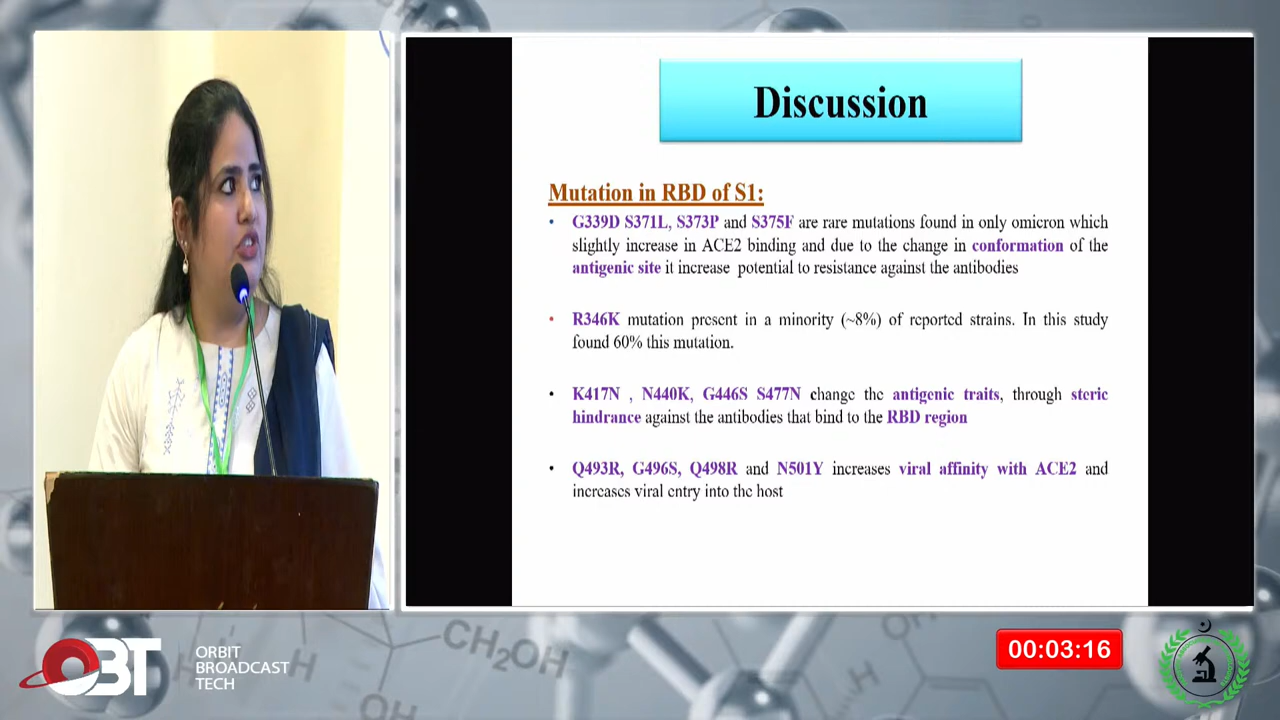 Discussion
Mutation in RBD of S1:
• G339D S371L, S373P and S375F are rare mutations found in only omicron which
slightly increase in ACE2 binding and due to the change in conformation of the
antigenic site it increase potential to resistance against the antibodies
• R346K mutation present in a minority (~8%) of reported strains. In this study
found 60% this mutation.
• K417N , N440K, G446S S477N change the antigenic traits, through steric
hindrance against the antibodies that bind to the RBD region
• Q493R, G496S, Q498R and N501Y increases viral affinity with ACE2 and
increases viral entry into the host
OBT
ORBIT
BROADCAST
TECH
CH₂OH
OH
H
H
OH
H
00:03:16